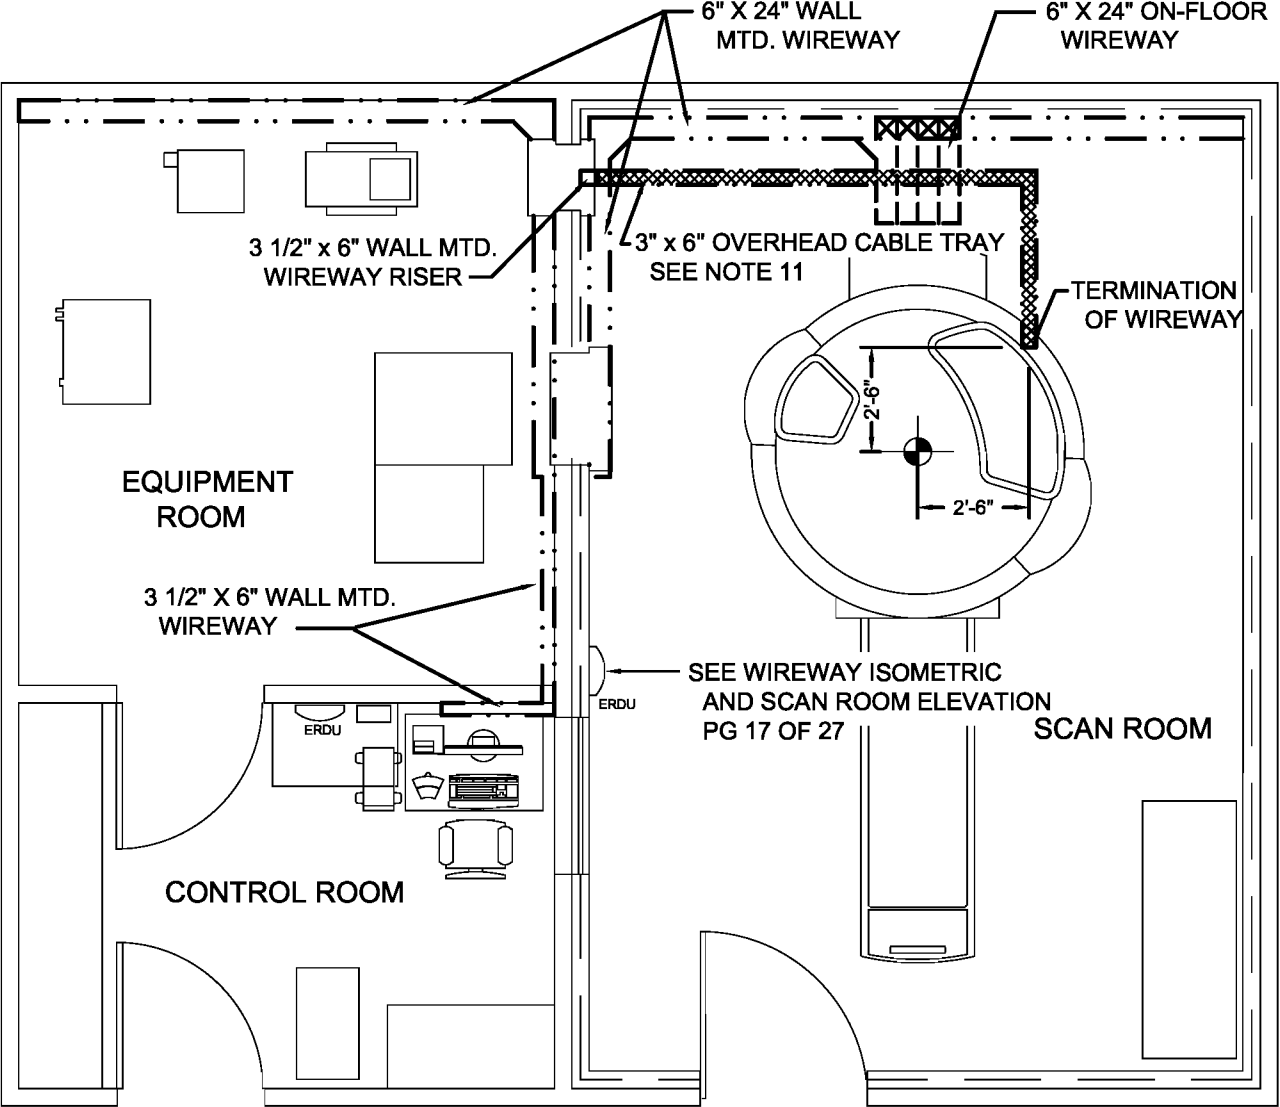 6" X 24" WALL
MTD. WIREWAY
6" X 24" ON-FLOOR
WIREWAY
3 1/2" x 6" WALL MTD.
WIREWAY RISER
3" x 6" OVERHEAD CABLE TRAY
SEE NOTE 11
TERMINATION
OF WIREWAY
2'-6"
2'-6"
EQUIPMENT
ROOM
3 1/2" X 6" WALL MTD.
WIREWAY
SEE WIREWAY ISOMETRIC
AND SCAN ROOM ELEVATION
PG 17 OF 27
ERDU
ERDU
SCAN ROOM
CONTROL ROOM